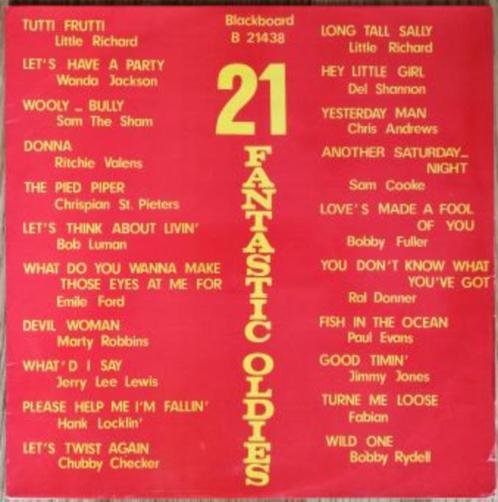 TUTTI FRUTTI
Little Richard
LET'S HAVE A PARTY
Wanda Jackson
WOOLY _ BULLY
Sam The Sham
DONNA
Ritchie Valens
THE PIED PIPER
Chrispian St. Pieters
LET'S THINK ABOUT LIVIN'
Bob Luman
WHAT DO YOU WANNA MAKE
THOSE EYES AT ME FOR
Emile Ford
DEVIL WOMAN
Marty Robbins
WHAT'D I SAY
Jerry Lee Lewis
PLEASE HELP ME I'M FALLIN'
Hank Locklin'
LET'S TWIST AGAIN
Chubby Checker
Blackboard
B 21438
21
FANTASTIC OLDIES
LONG TALL SALLY
Little Richard
HEY LITTLE GIRL
Del Shannon
YESTERDAY MAN
Chris Andrews
ANOTHER SATURDAY_
NIGHT
Sam Cooke
LOVE'S MADE A FOOL
OF YOU
Bobby Fuller
YOU DON'T KNOW WHAT
YOU'VE GOT
Ral Donner
FISH IN THE OCEAN
Paul Evans
GOOD TIMIN'
Jimmy Jones
TURNE ME LOOSE
Fabian
WILD ONE
Bobby Rydell